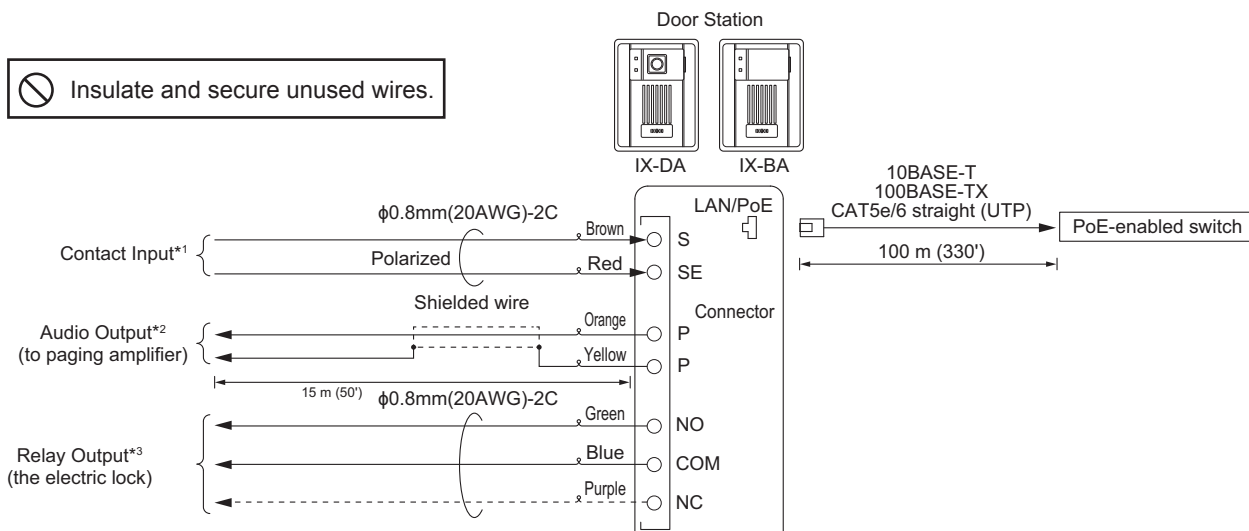 Door Station
Insulate and secure unused wires.
IX-DA
IX-BA
10BASE-T
100BASE-TX
CAT5e/6 straight (UTP)
LAN/PoE
PoE-enabled switch
100 m (330')
ϕ0.8mm(20AWG)-2C
Brown
S
Contact Input*1
Polarized
Red
SE
Shielded wire
Connector
Orange
P
Audio Output*2
(to paging amplifier)
Yellow
P
15 m (50')
ϕ0.8mm(20AWG)-2C
Green
NO
Relay Output*3
(the electric lock)
Blue
COM
Purple
NC